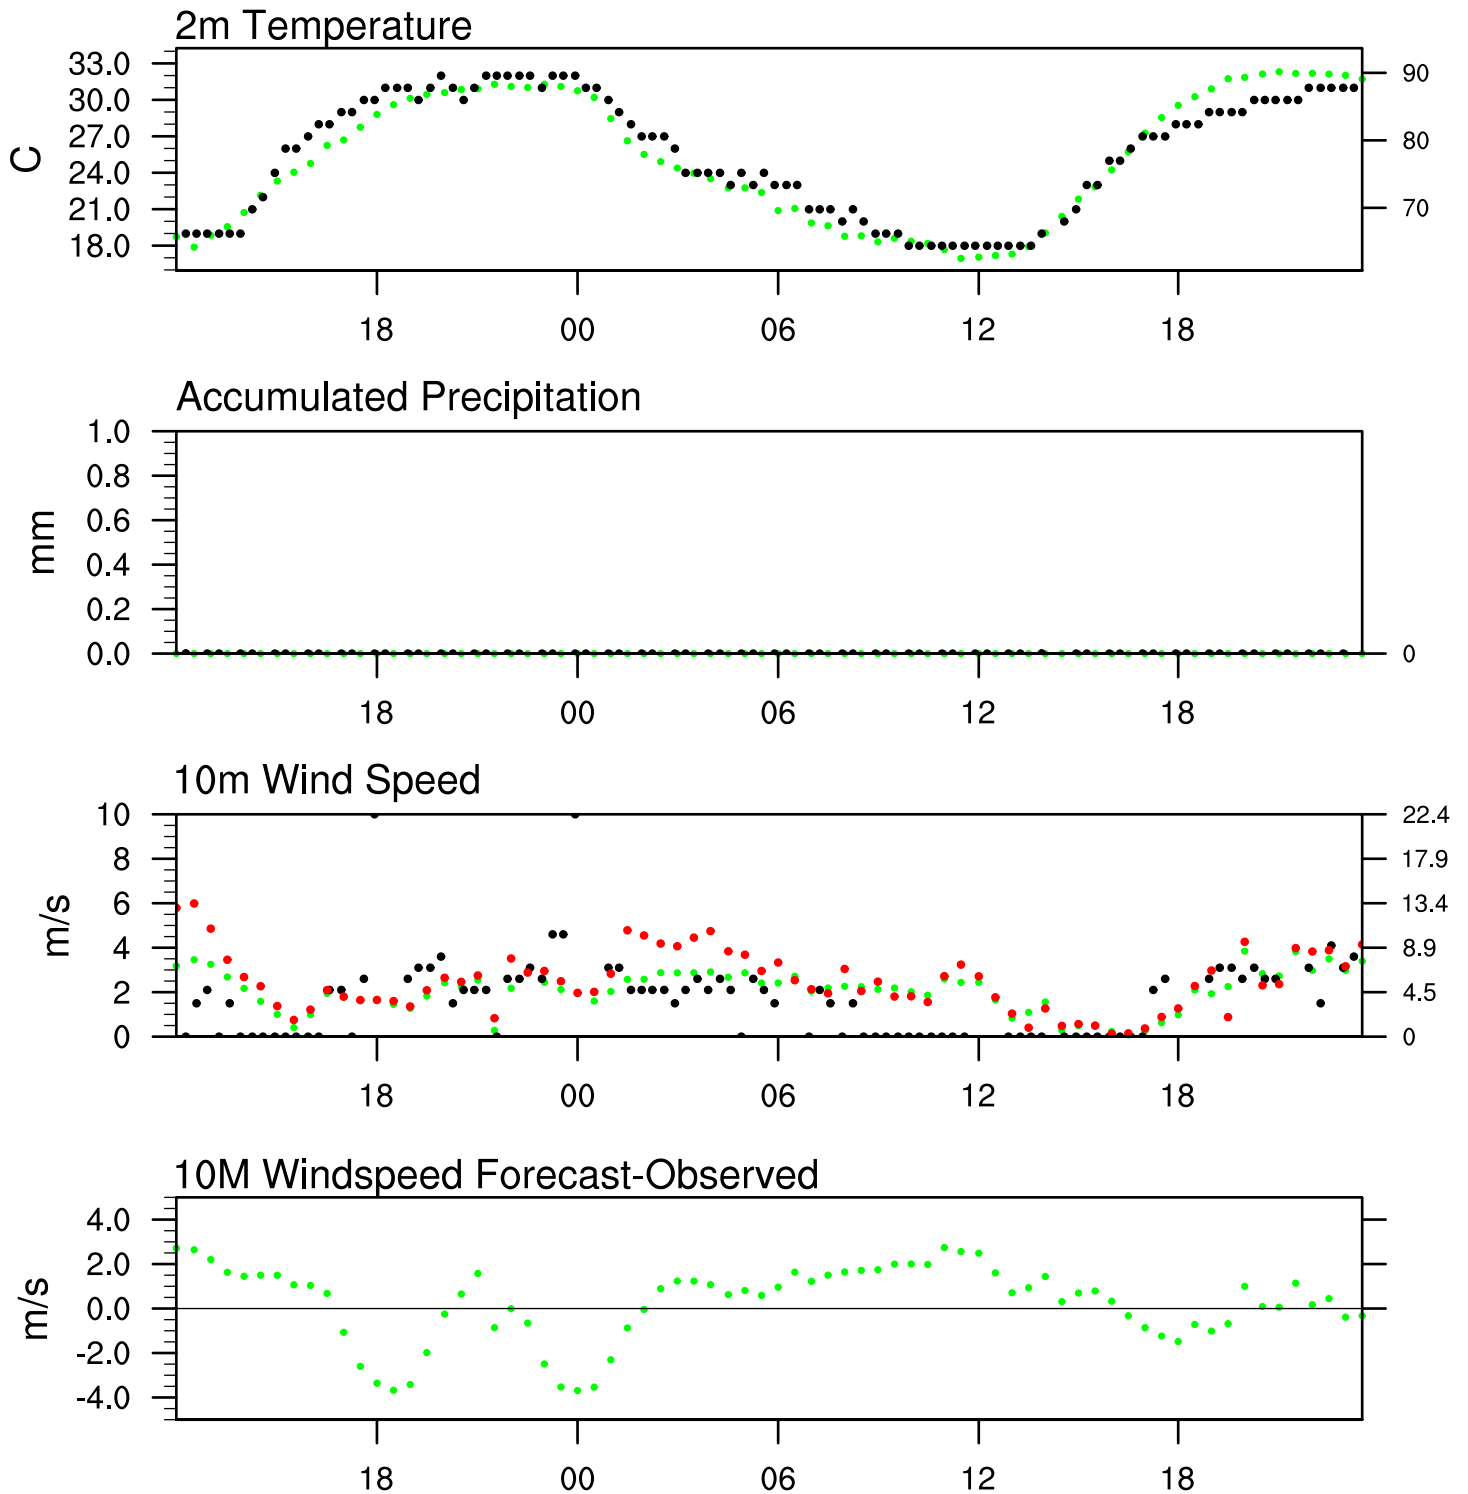 2m Temperature
33.0
30.0
27.0
24.0
21.0
18.0
C
90
80
70
18 00 06 12 18
Accumulated Precipitation
1.0
0.8
0.6
0.4
0.2
0.0
mm
0
18 00 06 12 18
10m Wind Speed
10
8
6
4
2
0
m/s
22.4
17.9
13.4
8.9
4.5
0
18 00 06 12 18
10M Windspeed Forecast-Observed
4.0
2.0
0.0
-2.0
-4.0
m/s
18 00 06 12 18